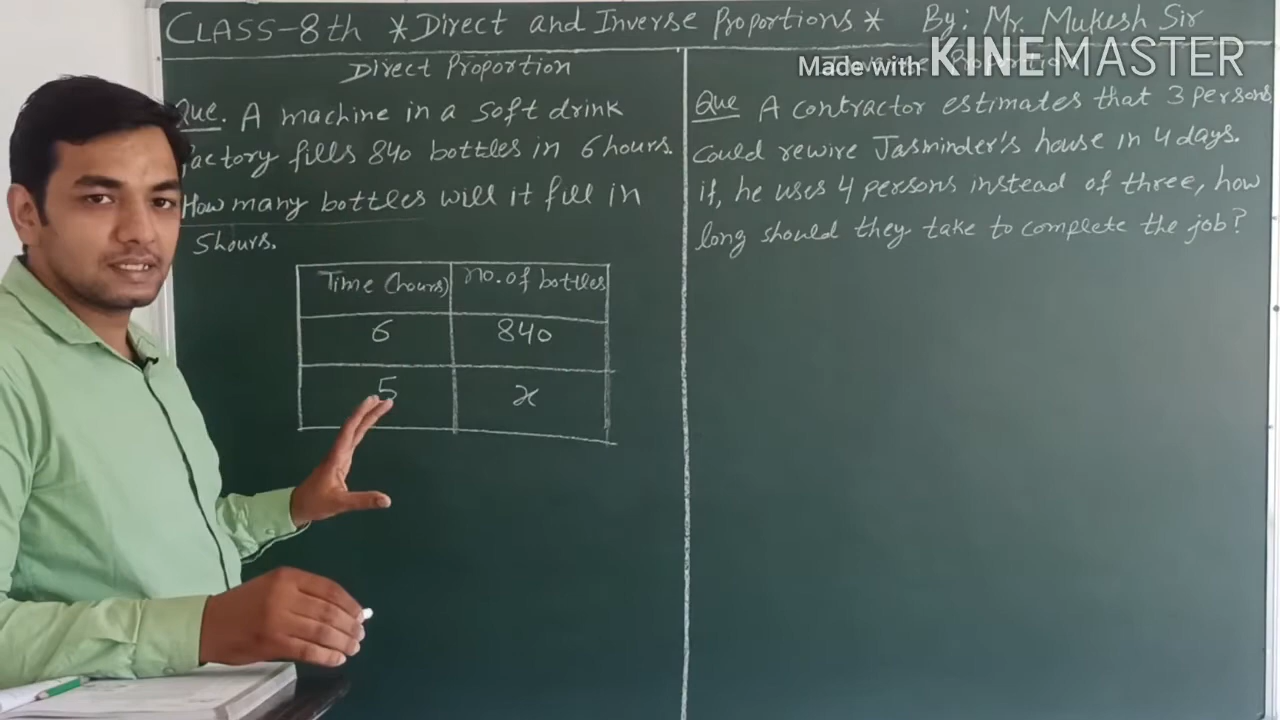 CLASS-8th * Direct and Inverse Proportions * By: Mr. Mukesh Sir
Made with KINEMASTER
Direct Proportion
Que. A machine in a soft drink
factory fills 840 bottles in 6 hours.
How many bottles will it fill in
5 hours.
Time (hours) no. of bottles
6 840
5 x
Que A contractor estimates that 3 persons
could rewire Jasminder's house in 4 days.
if, he uses 4 persons instead of three, how
long should they take to complete the job?